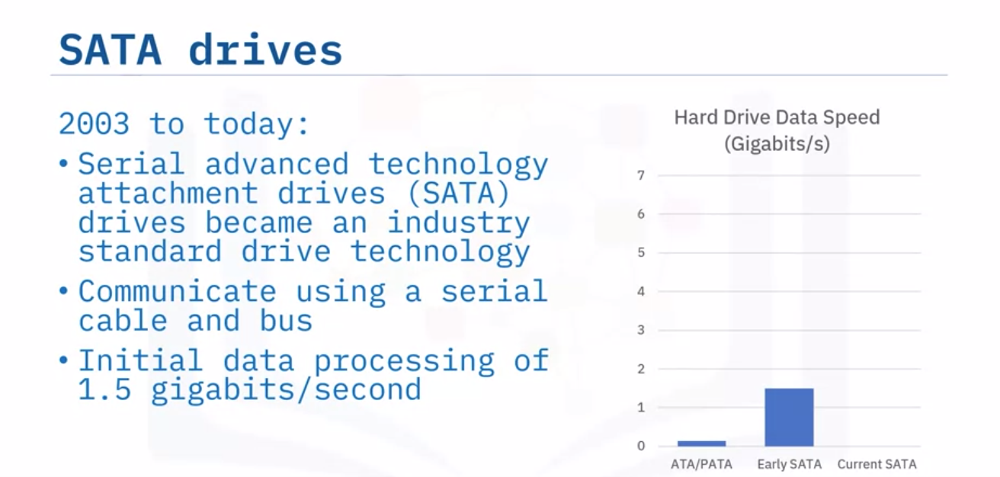 SATA drives
2003 to today:
• Serial advanced technology
attachment drives (SATA)
drives became an industry
standard drive technology
• Communicate using a serial
cable and bus
• Initial data processing of
1.5 gigabits/second
Hard Drive Data Speed
(Gigabits/s)
7
6
5
4
3
2
1
0
ATA/PATA Early SATA Current SATA